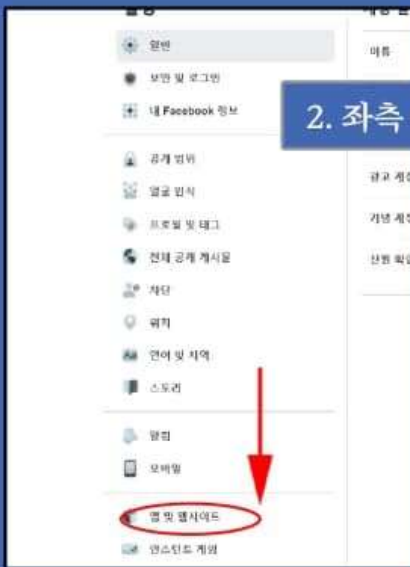 일반
이름
보안 및 로그인
내 Facebook 정보
2. 좌측
공개 범위
얼굴 인식
프로필 및 태그
전체 공개 게시물
차단
위치
언어 및 지역
스토리
알림
모바일
앱 및 웹사이트
인스턴트 게임